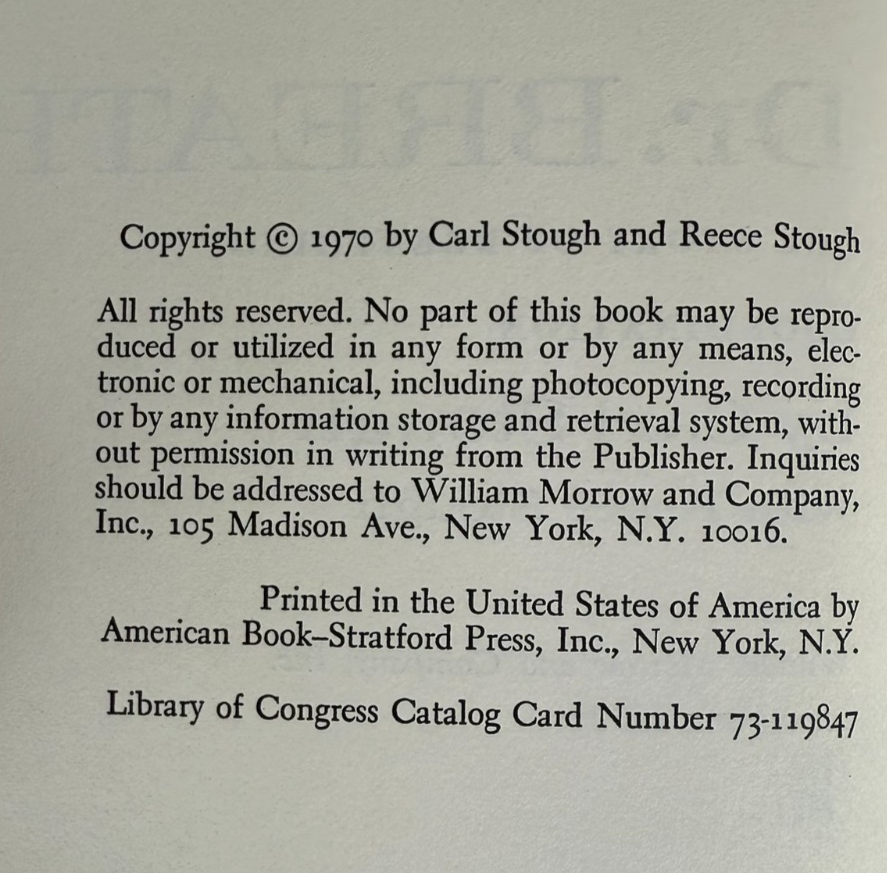 Dr. BREATH
Copyright © 1970 by Carl Stough and Reece Stough
All rights reserved. No part of this book may be repro-
duced or utilized in any form or by any means, elec-
tronic or mechanical, including photocopying, recording
or by any information storage and retrieval system, with-
out permission in writing from the Publisher. Inquiries
should be addressed to William Morrow and Company,
Inc., 105 Madison Ave., New York, N.Y. 10016.
Printed in the United States of America by
American Book–Stratford Press, Inc., New York, N.Y.
Library of Congress Catalog Card Number 73-119847